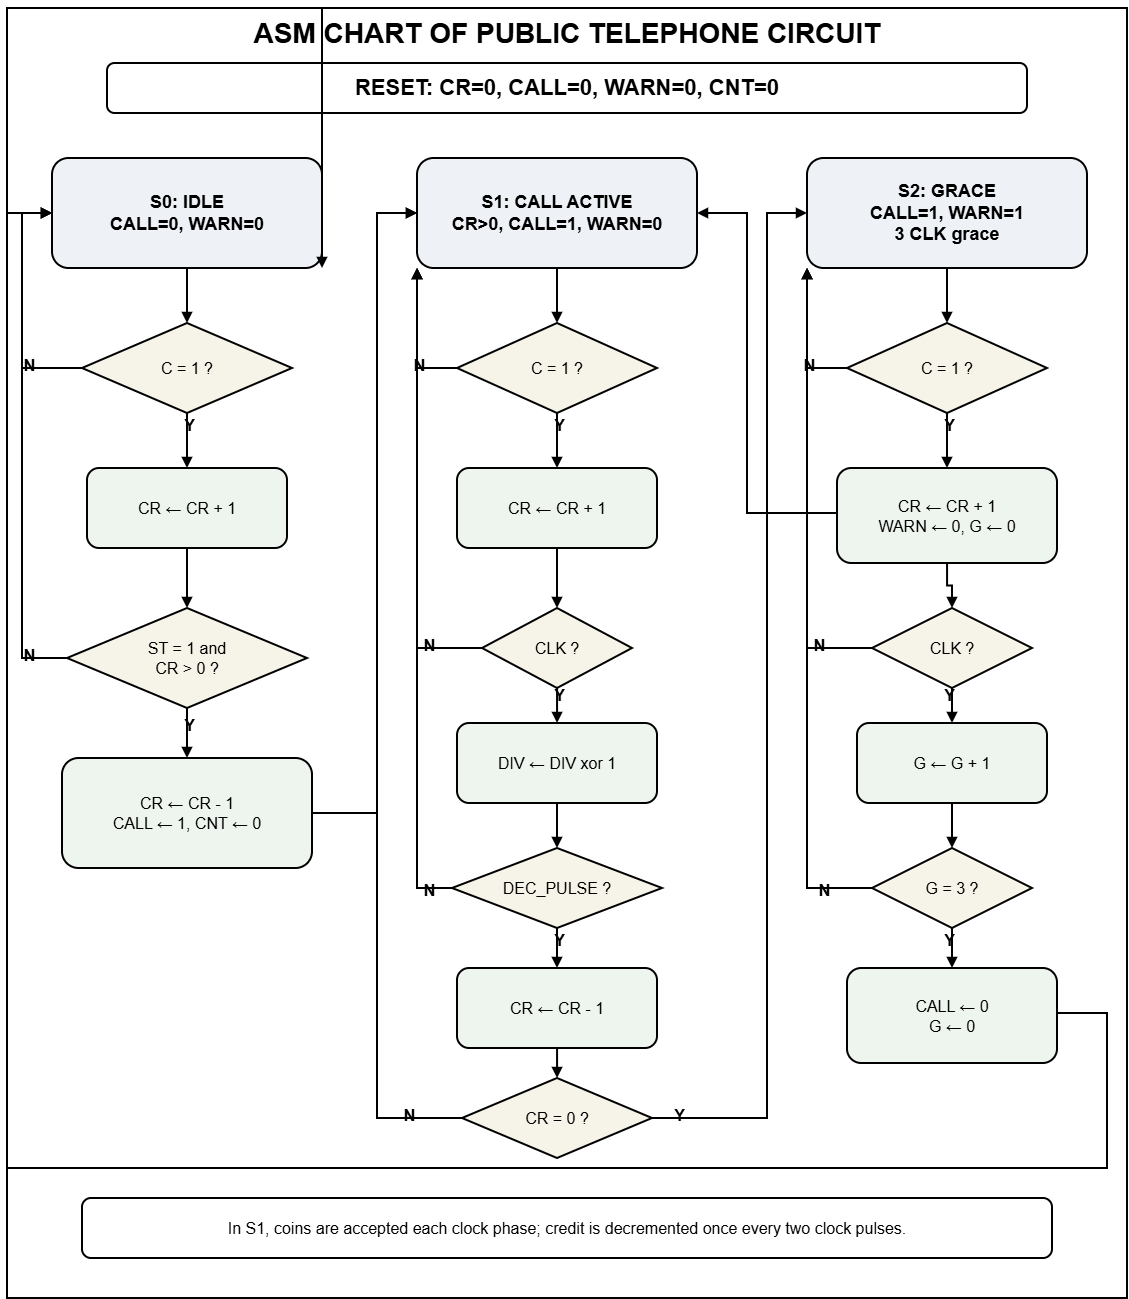 ASM CHART OF PUBLIC TELEPHONE CIRCUIT
RESET: CR=0, CALL=0, WARN=0, CNT=0
S0: IDLE
CALL=0, WARN=0
C = 1 ?
N
Y
CR ← CR + 1
ST = 1 and
CR > 0 ?
N
Y
CR ← CR - 1
CALL ← 1, CNT ← 0
S1: CALL ACTIVE
CR>0, CALL=1, WARN=0
C = 1 ?
N
Y
CR ← CR + 1
CLK ?
N
Y
DIV ← DIV xor 1
DEC_PULSE ?
N
Y
CR ← CR - 1
CR = 0 ?
N
Y
S2: GRACE
CALL=1, WARN=1
3 CLK grace
C = 1 ?
N
Y
CR ← CR + 1
WARN ← 0, G ← 0
CLK ?
N
Y
G ← G + 1
G = 3 ?
N
Y
CALL ← 0
G ← 0
In S1, coins are accepted each clock phase; credit is decremented once every two clock pulses.